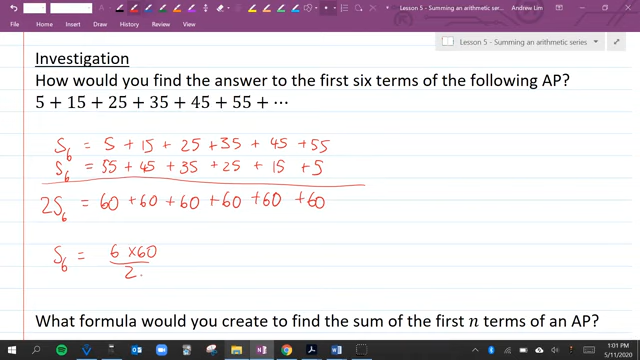 Lesson 5 - Summing an arithmetic series
Andrew Lim
File Home Insert Draw History Review View Help
Lesson 5 - Summing an arithmetic series
Investigation
How would you find the answer to the first six terms of the following AP?
5 + 15 + 25 + 35 + 45 + 55 + ⋯
S₆ = 5 + 15 + 25 + 35 + 45 + 55
S₆ = 55 + 45 + 35 + 25 + 15 + 5
2S₆ = 60 + 60 + 60 + 60 + 60 + 60
S₆ = 6 × 60
2
What formula would you create to find the sum of the first n terms of an AP?
1:01 PM
5/11/2020